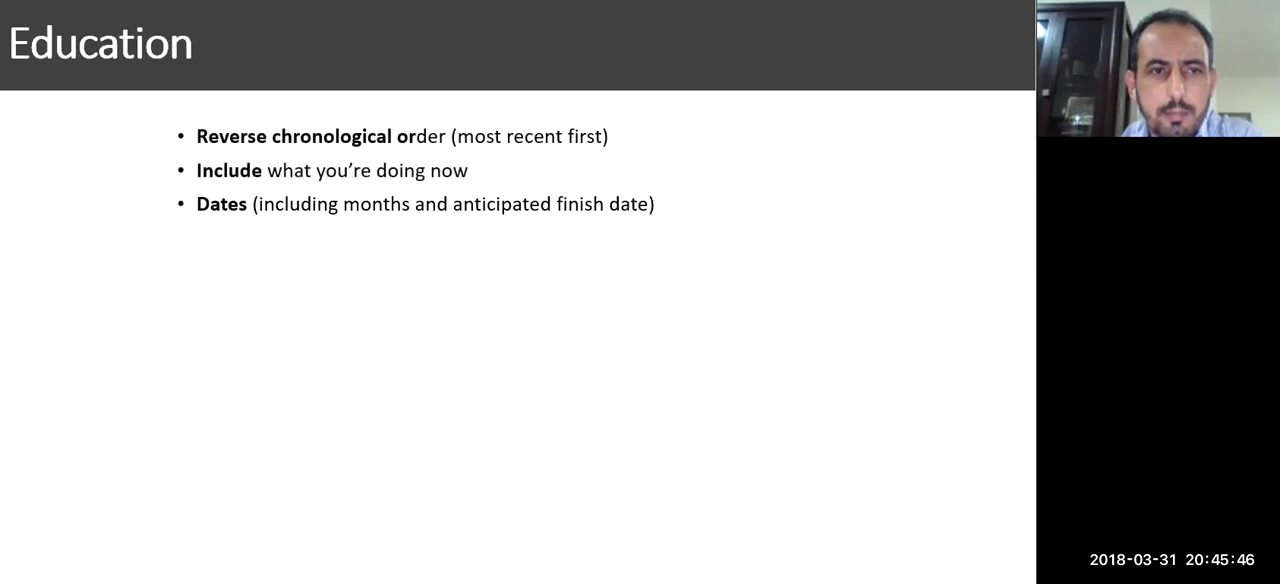 Education
• Reverse chronological order (most recent first)
• Include what you’re doing now
• Dates (including months and anticipated finish date)
2018-03-31 20:45:46